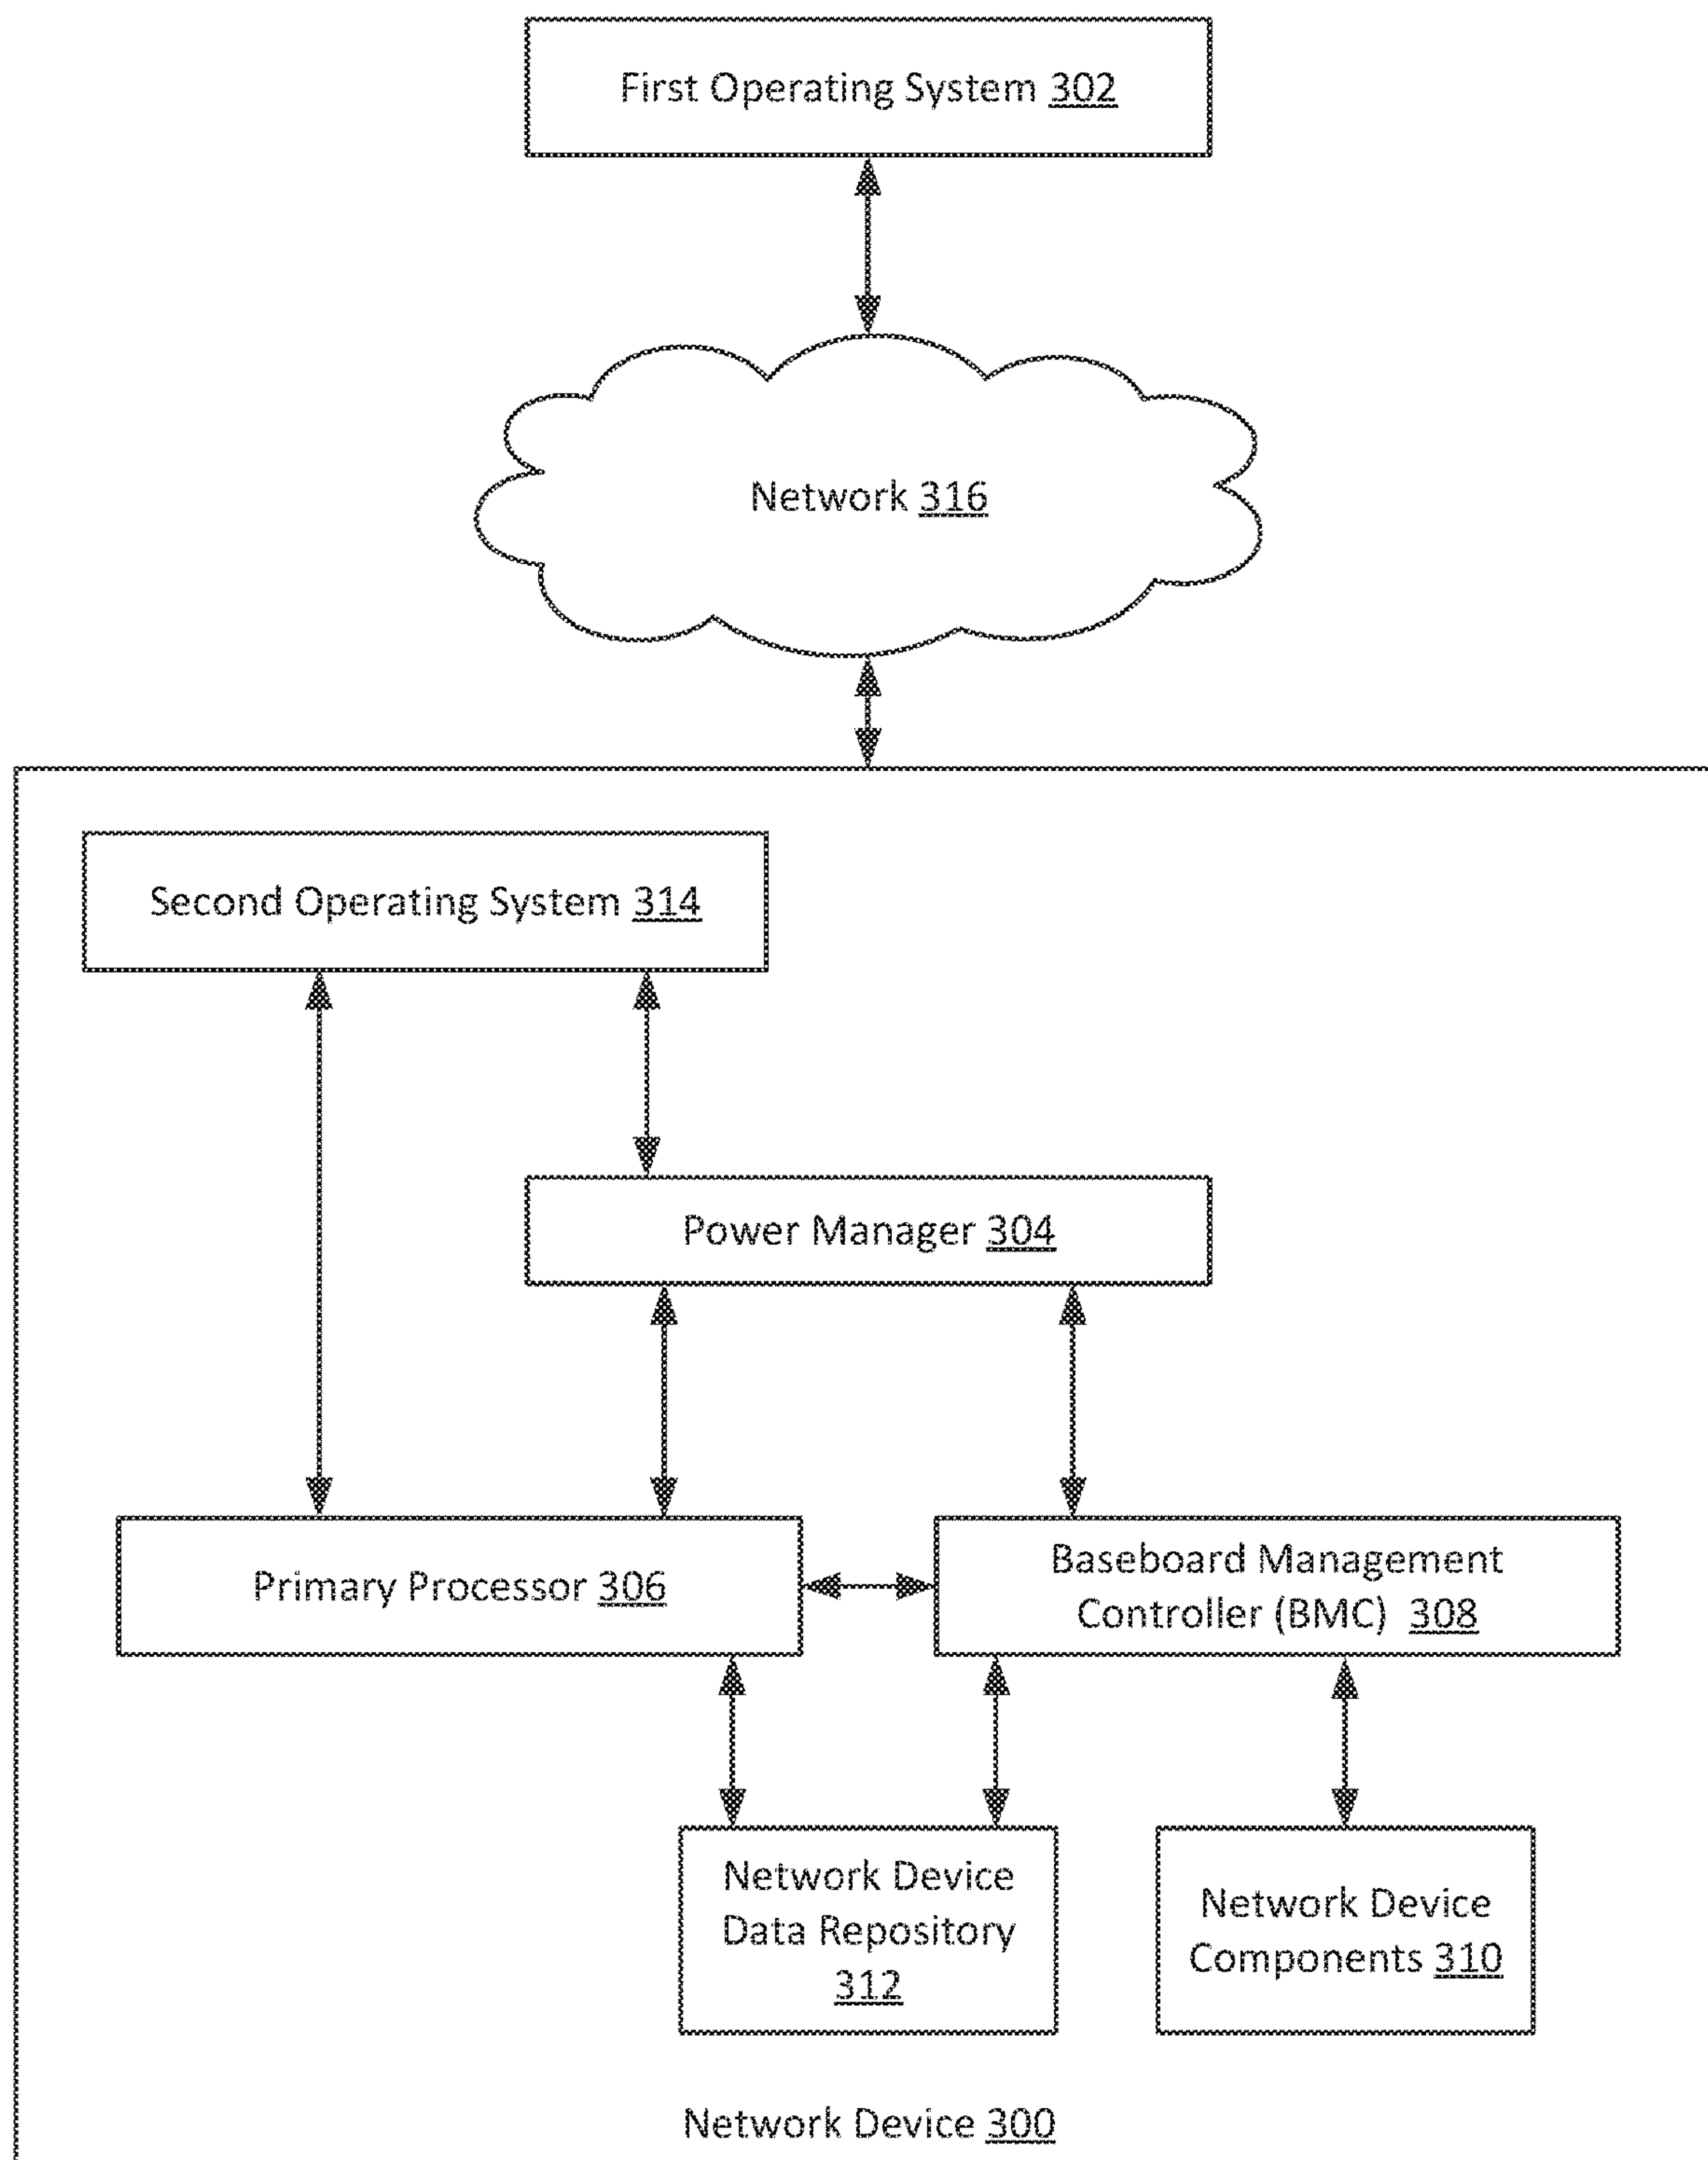 First Operating System 302
Network 316
Second Operating System 314
Power Manager 304
Primary Processor 306
Baseboard Management
Controller (BMC) 308
Network Device
Data Repository
312
Network Device
Components 310
Network Device 300